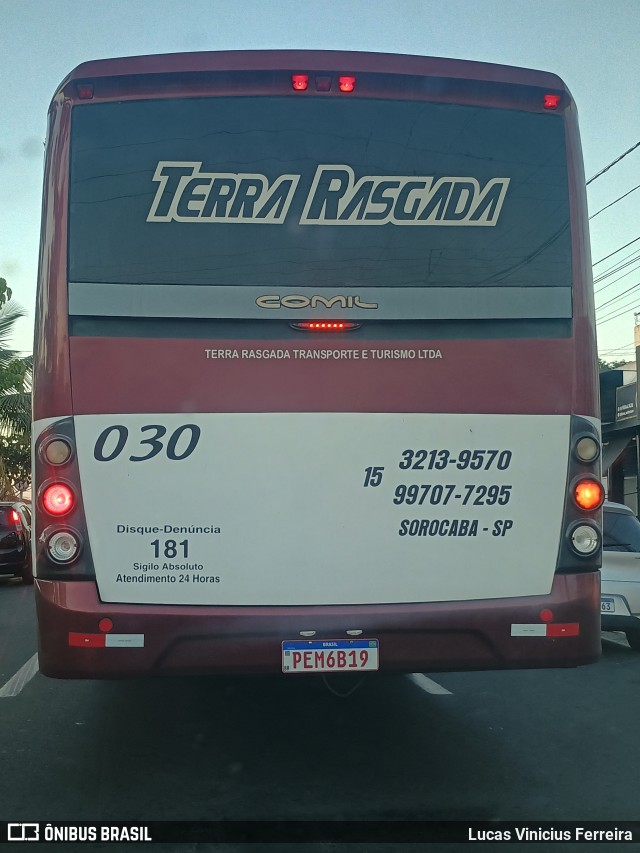 TERRA RASGADA
COMIL
TERRA RASGADA TRANSPORTE E TURISMO LTDA
030
15 3213-9570
99707-7295
SOROCABA - SP
Disque-Denúncia
181
Sigilo Absoluto
Atendimento 24 Horas
BRASIL
PEM6B19
63
ÔNIBUS BRASIL
Lucas Vinicius Ferreira